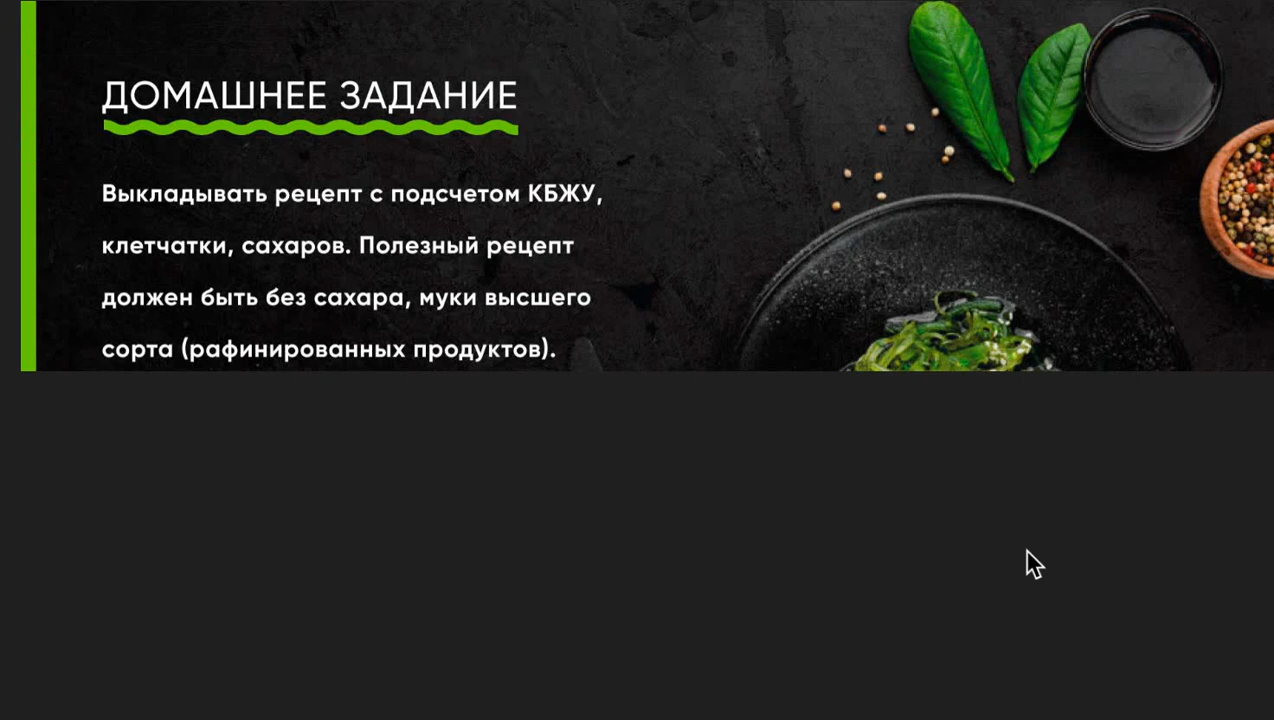 ДОМАШНЕЕ ЗАДАНИЕ
Выкладывать рецепт с подсчетом КБЖУ,
клетчатки, сахаров. Полезный рецепт
должен быть без сахара, муки высшего
сорта (рафинированных продуктов).